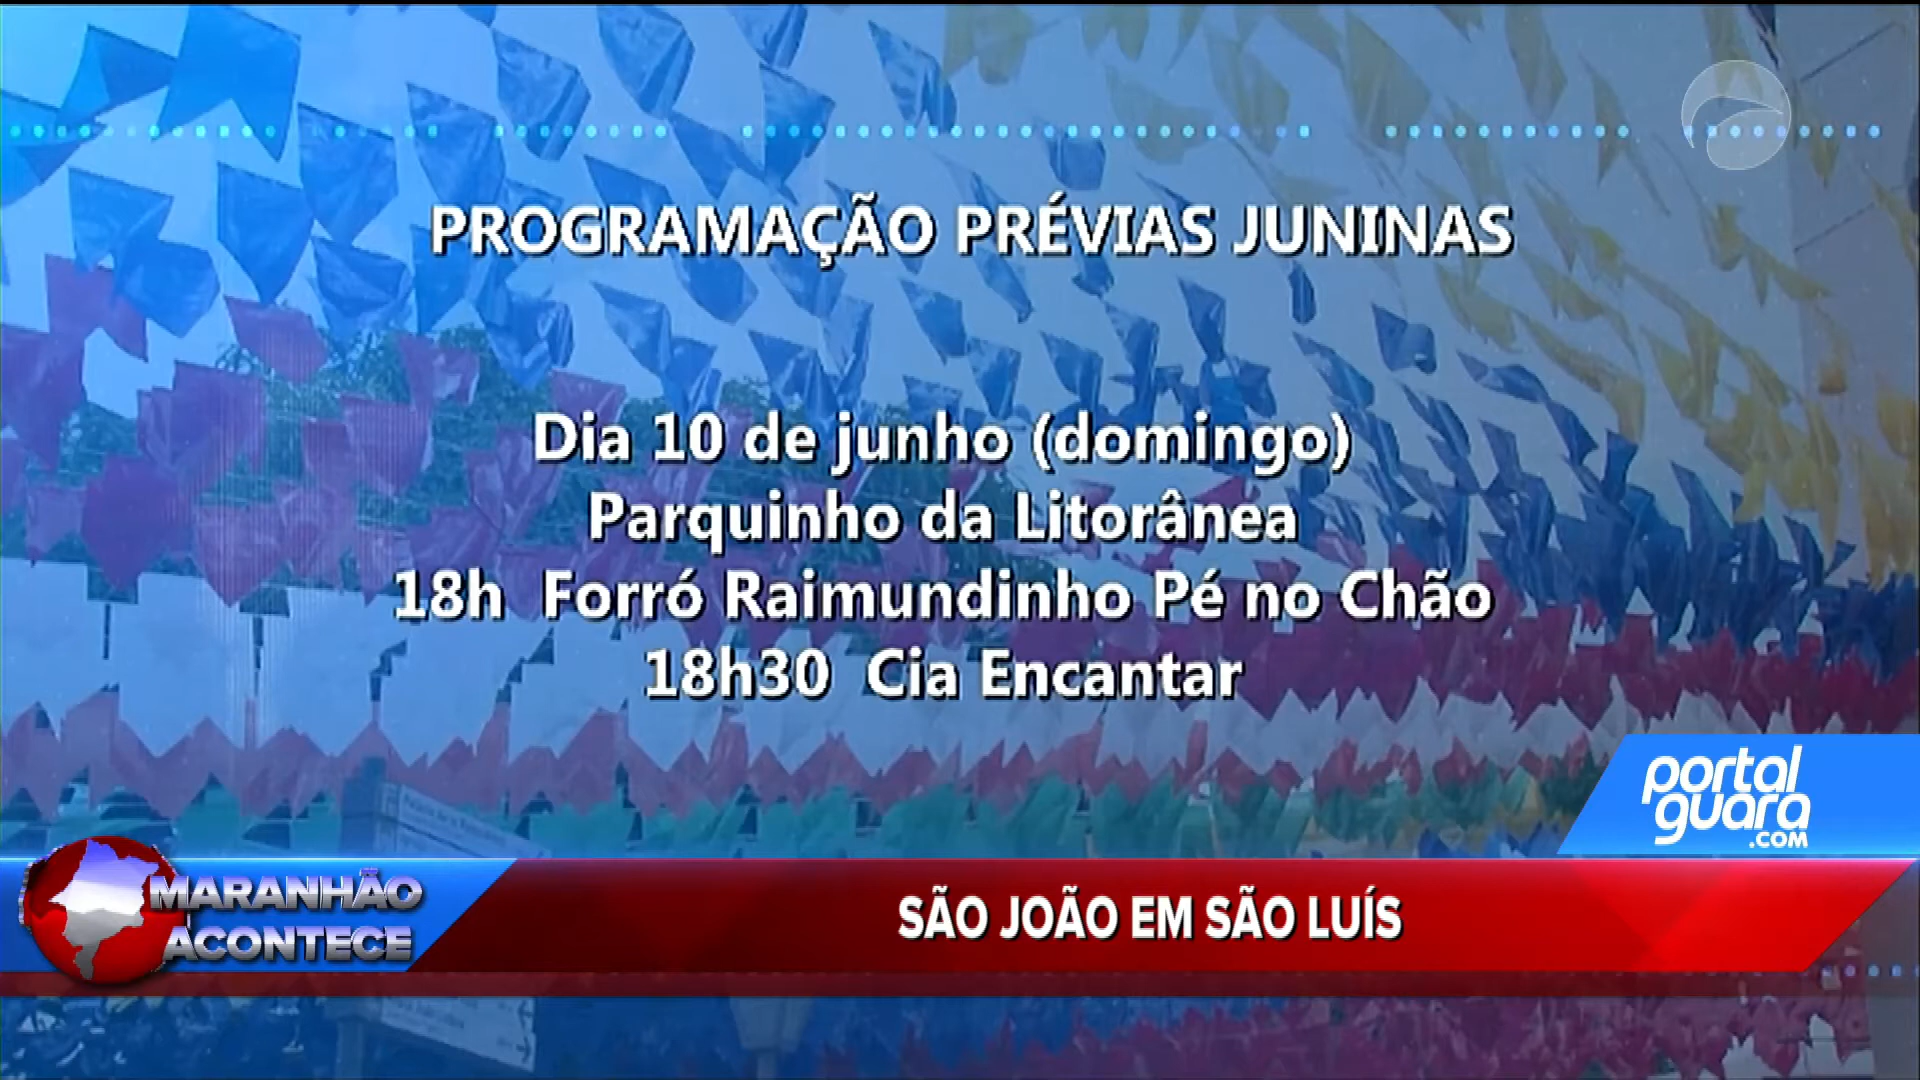 PROGRAMAÇÃO PRÉVIAS JUNINAS
Dia 10 de junho (domingo)
Parquinho da Litorânea
18h Forró Raimundinho Pé no Chão
18h30 Cia Encantar
portal
guara
.COM
MARANHÃO
ACONTECE
SÃO JOÃO EM SÃO LUÍS